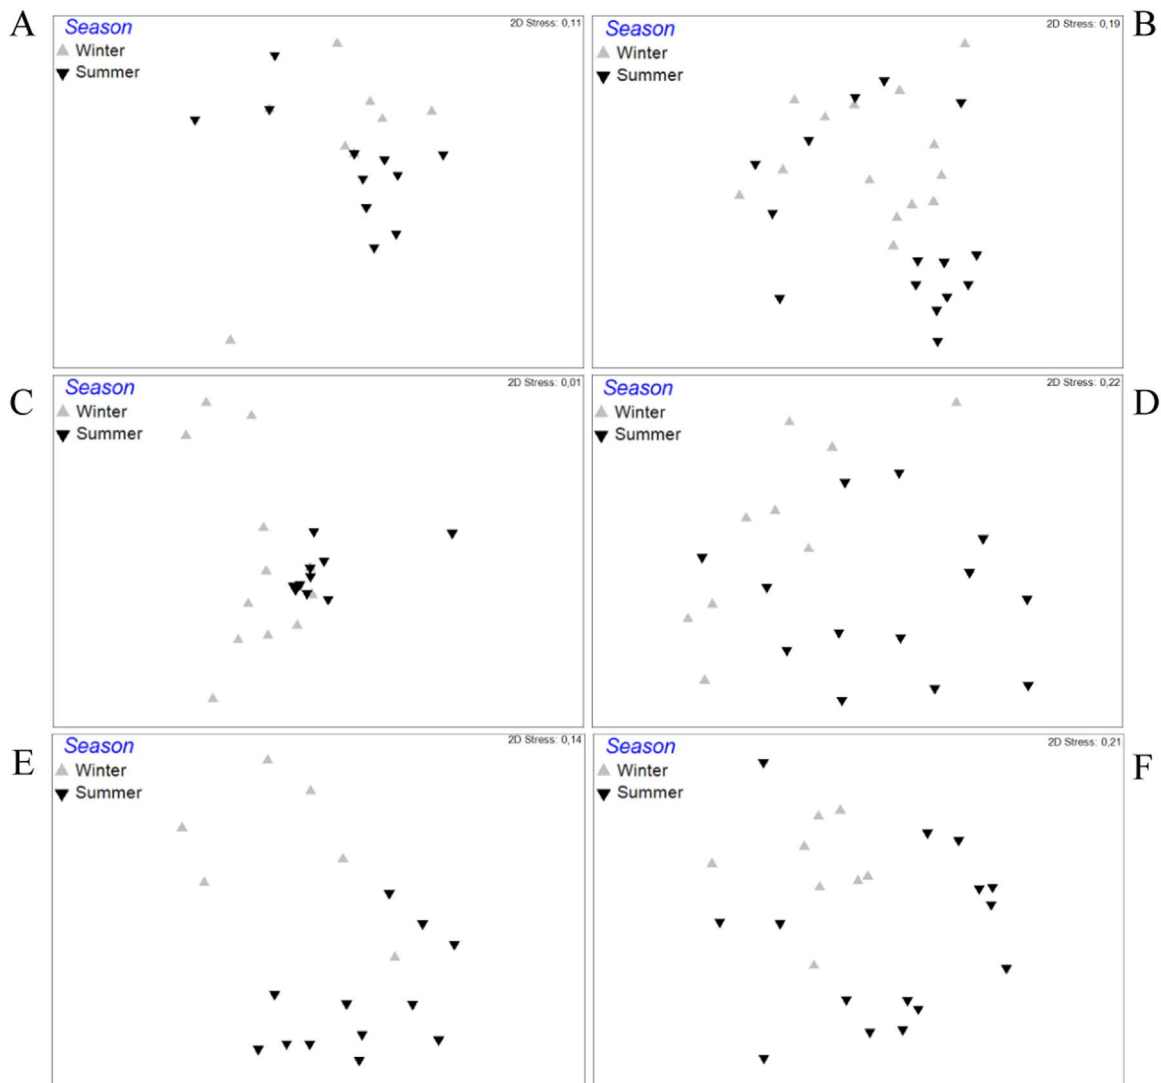 A
Season
2D Stress: 0,11
Winter
Summer
B
Season
2D Stress: 0,19
Winter
Summer
C
Season
2D Stress: 0,01
Winter
Summer
D
Season
2D Stress: 0,22
Winter
Summer
E
Season
2D Stress: 0,14
Winter
Summer
F
Season
2D Stress: 0,21
Winter
Summer